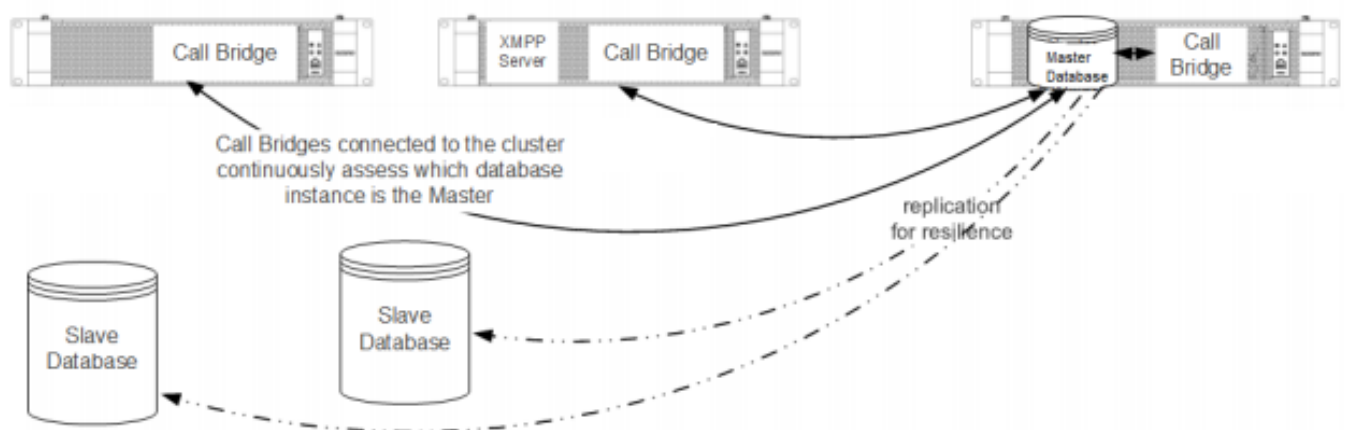 Call Bridge
XMPP
Server
Call Bridge
Master
Database
Call
Bridge
Call Bridges connected to the cluster
continuously assess which database
instance is the Master
replication
for resilience
Slave
Database
Slave
Database